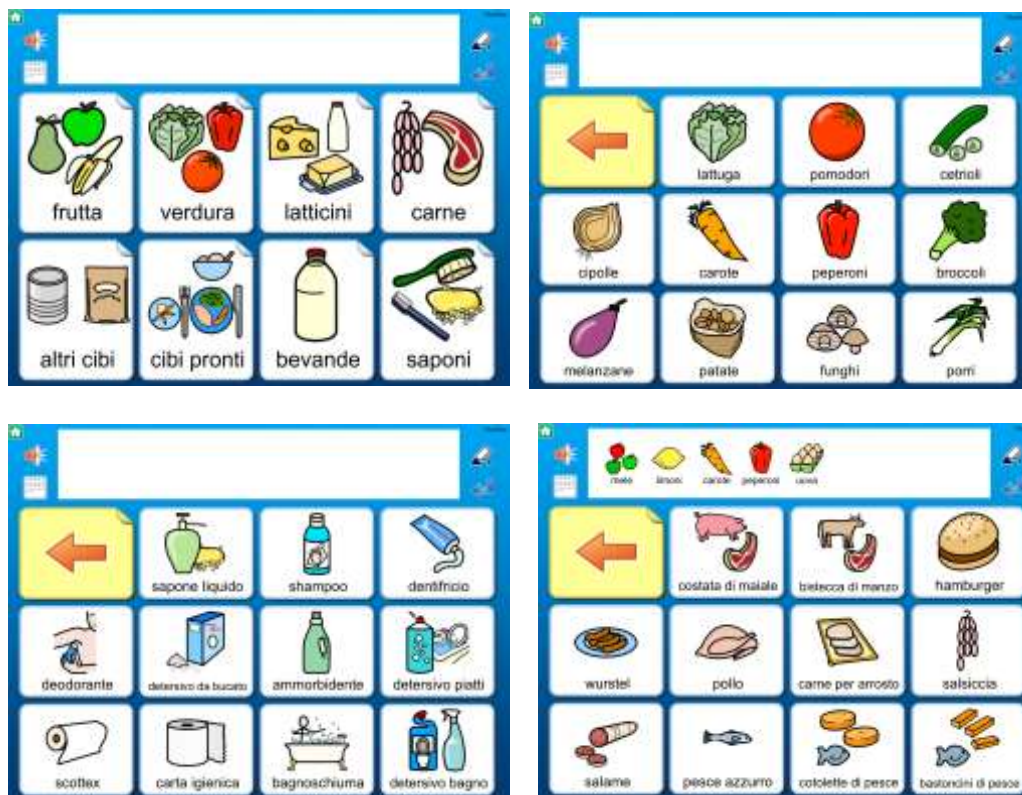 frutta verdura latticini carne
altri cibi cibi pronti bevande saponi
lattuga pomodori cetrioli
cipolle carote peperoni broccoli
melanzane patate funghi porri
sapone liquido shampoo dentifricio
deodorante detersivo da bucato ammorbidente detersivo piatti
scottex carta igienica bagnoschiuma detersivo bagno
mele limoni carote peperoni uova
costata di maiale bistecca di manzo hamburger
wurstel pollo carne per arrosto salsiccia
salame pesce azzurro cotolette di pesce bastoncini di pesce